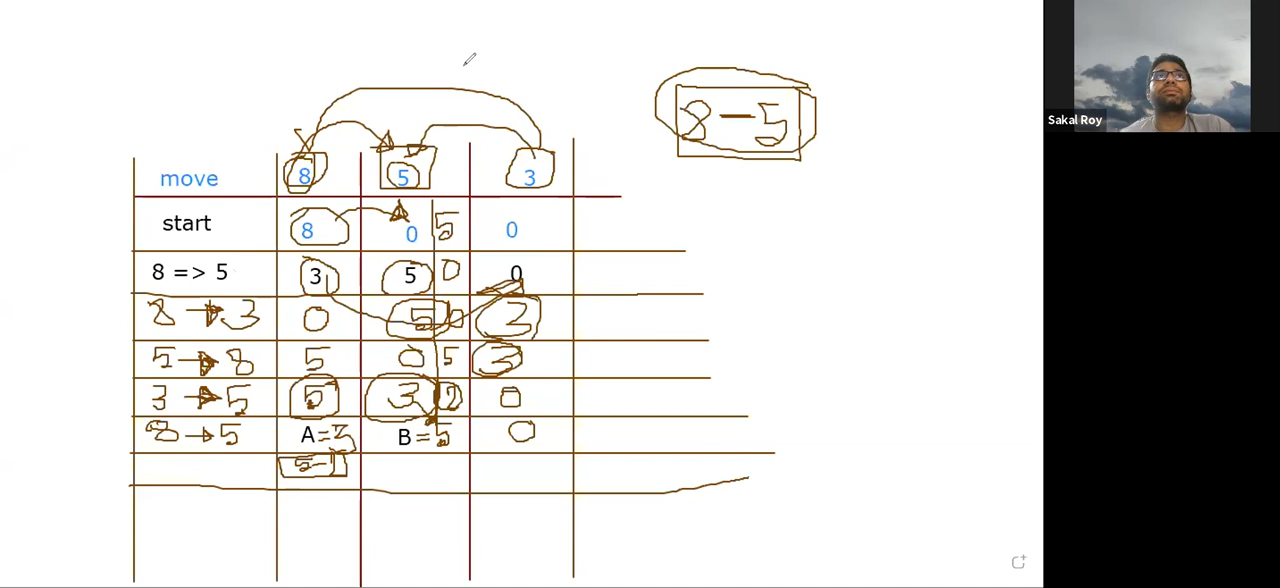 8 - 5
Sakal Roy
move 8 5 3
start 8 0 5 0
8 => 5 3 5 0 0
8 → 3 0 5 0
5 → 8 5 0 5 3
3 → 5 5 3 0
8 → 5 A = 3 B = 5 0
5-1